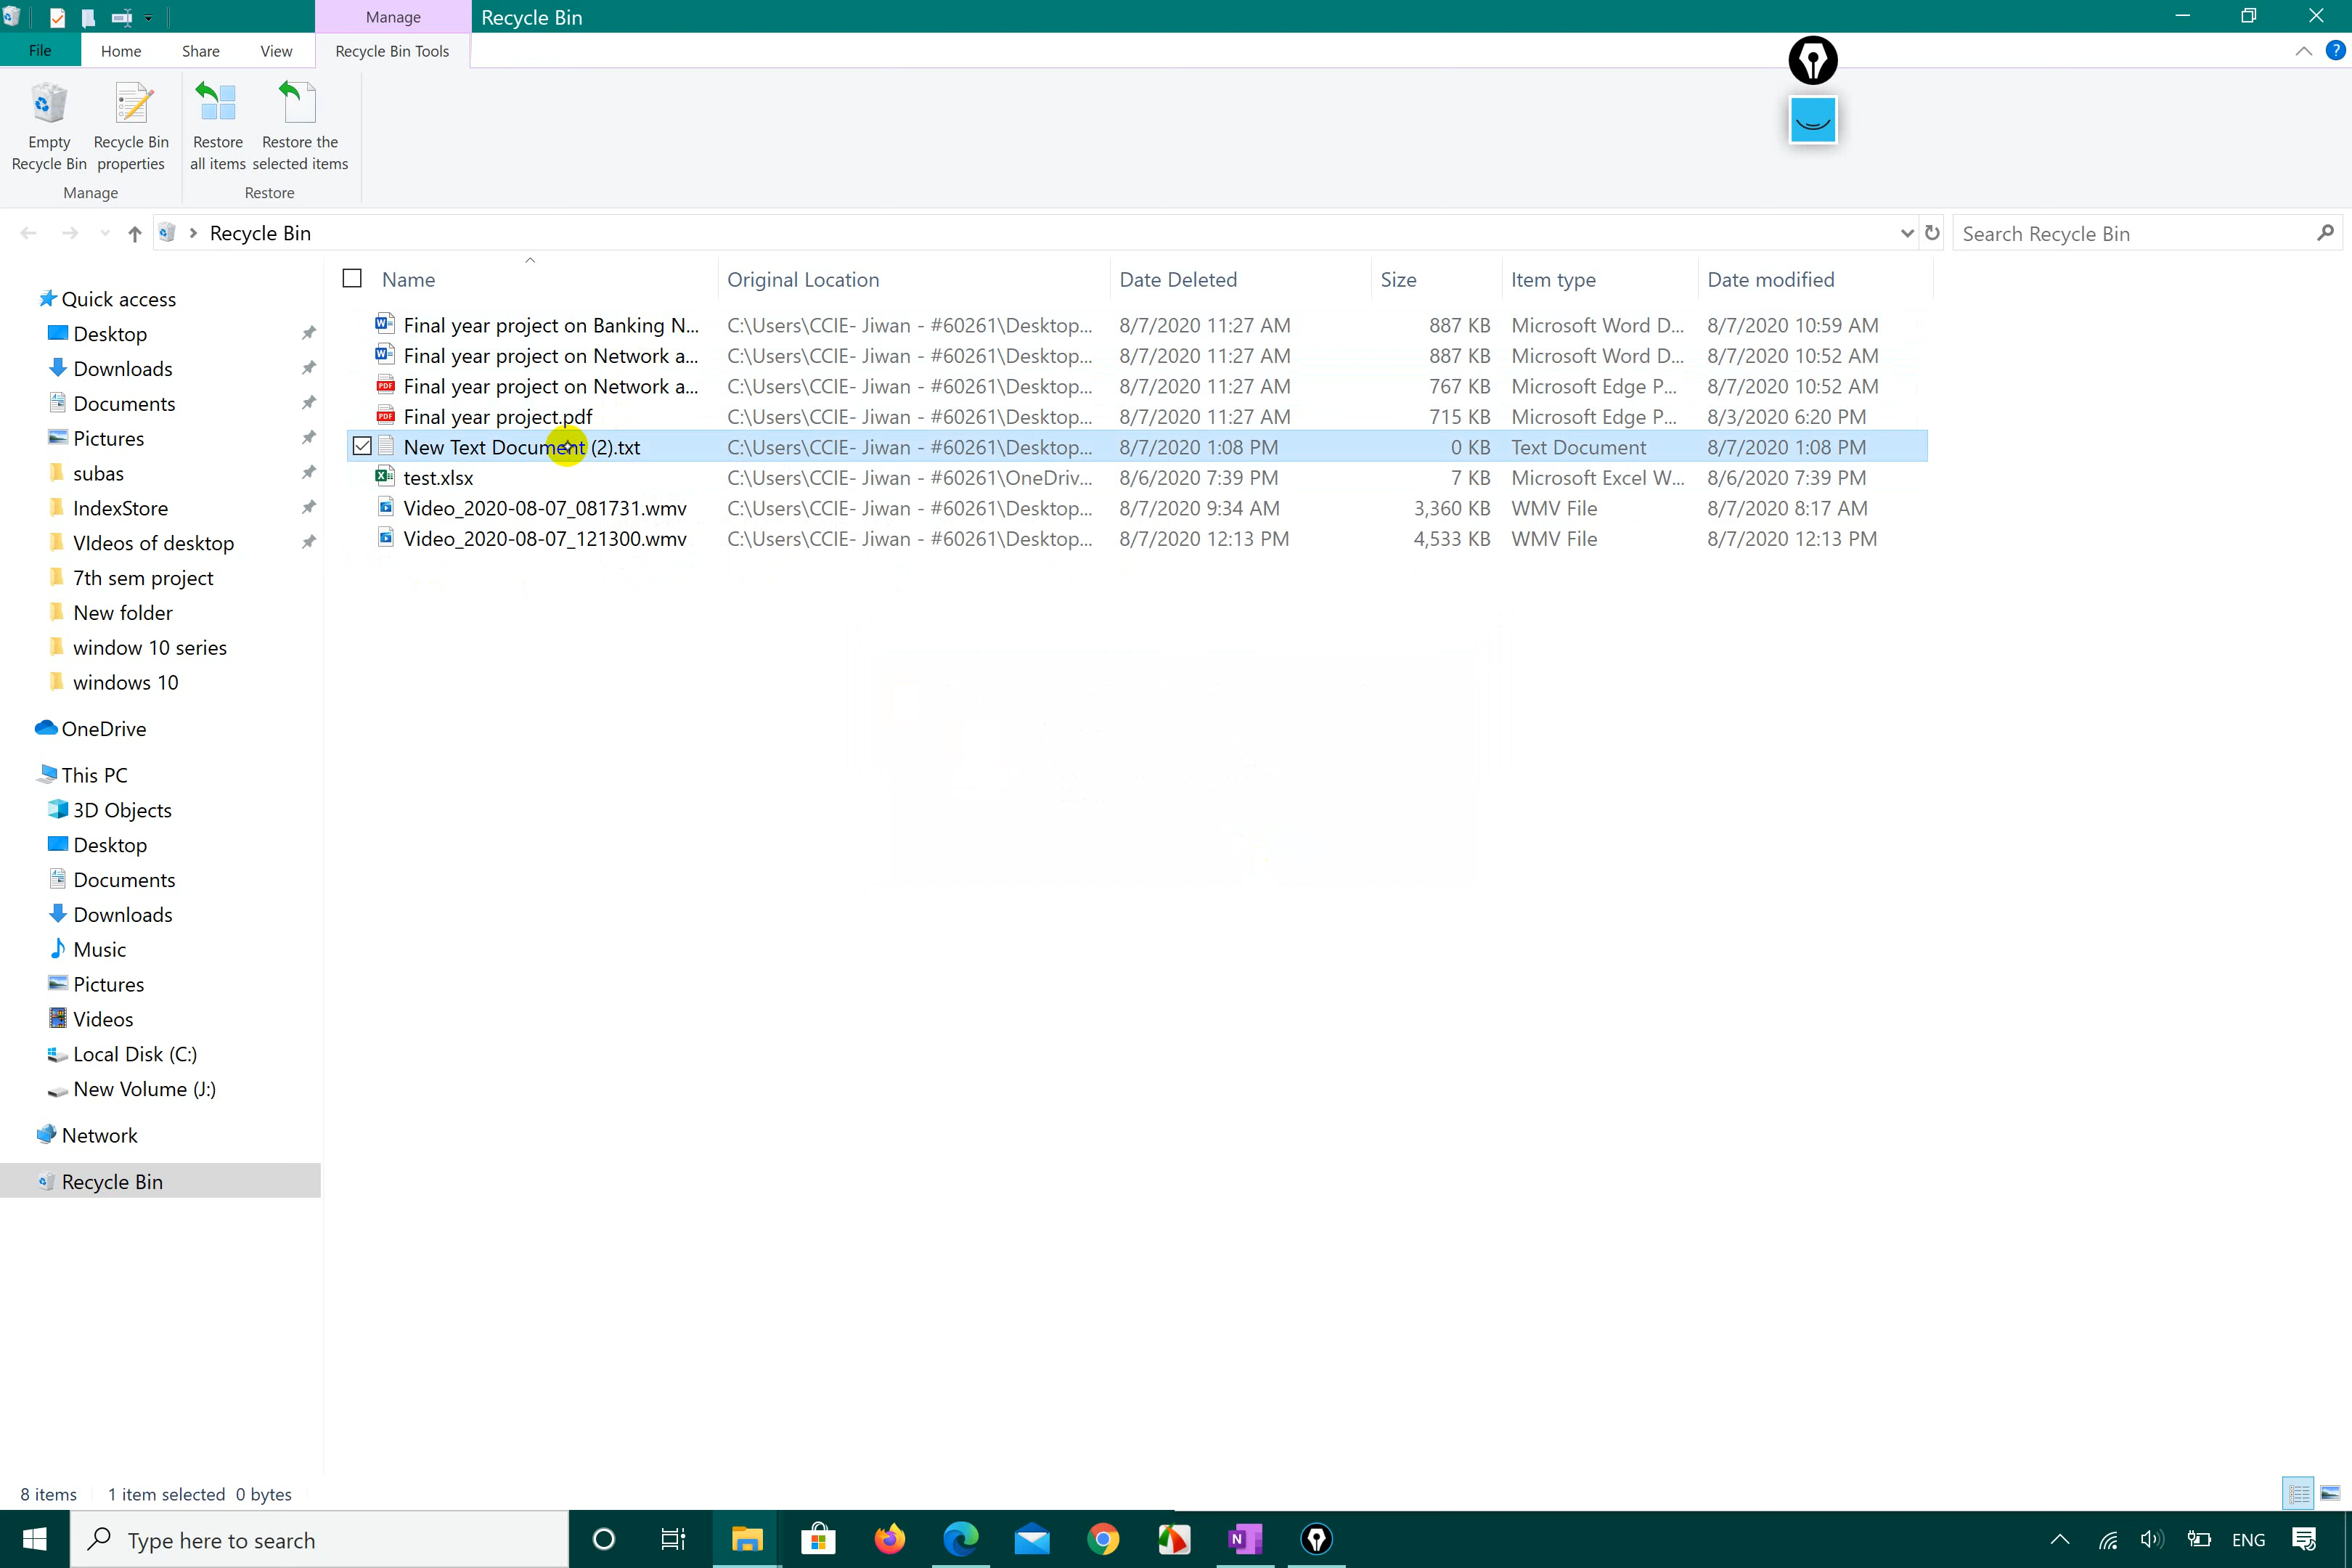 Manage
Recycle Bin
File
Home
Share
View
Recycle Bin Tools
Empty Recycle Bin
Recycle Bin properties
Restore all items
Restore the selected items
Manage
Restore
Recycle Bin
Search Recycle Bin
Name
Original Location
Date Deleted
Size
Item type
Date modified
Final year project on Banking N... C:\Users\CCIE- Jiwan - #60261\Desktop... 8/7/2020 11:27 AM 887 KB Microsoft Word D... 8/7/2020 10:59 AM
Final year project on Network a... C:\Users\CCIE- Jiwan - #60261\Desktop... 8/7/2020 11:27 AM 887 KB Microsoft Word D... 8/7/2020 10:52 AM
Final year project on Network a... C:\Users\CCIE- Jiwan - #60261\Desktop... 8/7/2020 11:27 AM 767 KB Microsoft Edge P... 8/7/2020 10:52 AM
Final year project.pdf C:\Users\CCIE- Jiwan - #60261\Desktop... 8/7/2020 11:27 AM 715 KB Microsoft Edge P... 8/3/2020 6:20 PM
New Text Document (2).txt C:\Users\CCIE- Jiwan - #60261\Desktop... 8/7/2020 1:08 PM 0 KB Text Document 8/7/2020 1:08 PM
test.xlsx C:\Users\CCIE- Jiwan - #60261\OneDriv... 8/6/2020 7:39 PM 7 KB Microsoft Excel W... 8/6/2020 7:39 PM
Video_2020-08-07_081731.wmv C:\Users\CCIE- Jiwan - #60261\Desktop... 8/7/2020 9:34 AM 3,360 KB WMV File 8/7/2020 8:17 AM
Video_2020-08-07_121300.wmv C:\Users\CCIE- Jiwan - #60261\Desktop... 8/7/2020 12:13 PM 4,533 KB WMV File 8/7/2020 12:13 PM
Quick access
Desktop
Downloads
Documents
Pictures
subas
IndexStore
VIdeos of desktop
7th sem project
New folder
window 10 series
windows 10
OneDrive
This PC
3D Objects
Desktop
Documents
Downloads
Music
Pictures
Videos
Local Disk (C:)
New Volume (J:)
Network
Recycle Bin
8 items 1 item selected 0 bytes
Type here to search
ENG